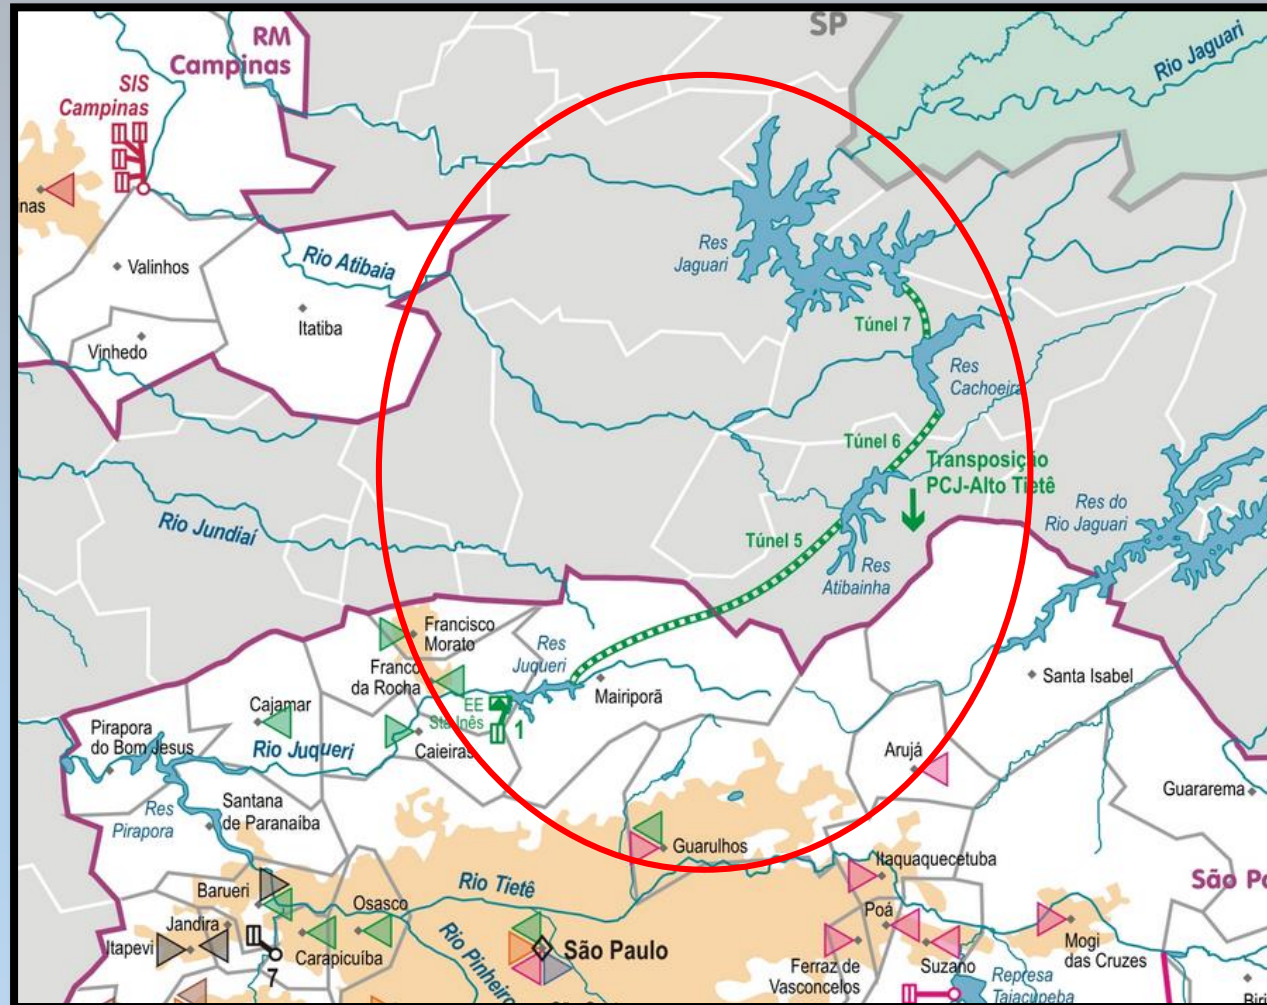 SP
RM
Campinas
SIS
Campinas
Rio Jaguari
nas
Valinhos
Rio Atibaia
Res
Jaguari
Itatiba
Vinhedo
Túnel 7
Res
Cachoeira
Túnel 6
Transposição
PCJ-Alto Tietê
Rio Jundiaí
Túnel 5
Res
Atibainha
Res do
Rio Jaguari
Francisco
Morato
Res
Juqueri
Franco
da Rocha
Mairiporã
Santa Isabel
EE
Sta Inês
1
Cajamar
Pirapora
do Bom Jesus
Rio Juqueri
Caieiras
Arujá
Guararema
Res
Pirapora
Santana
de Paranaíba
Guarulhos
Itaquaquecetuba
Barueri
Rio Tietê
São Pa
Osasco
Jandira
Poá
Itapevi
Carapicuíba
7
Rio Pinheiro
São Paulo
Ferraz de
Vasconcelos
Suzano
Mogi
das Cruzes
Represa
Taiaçupeba
Biri